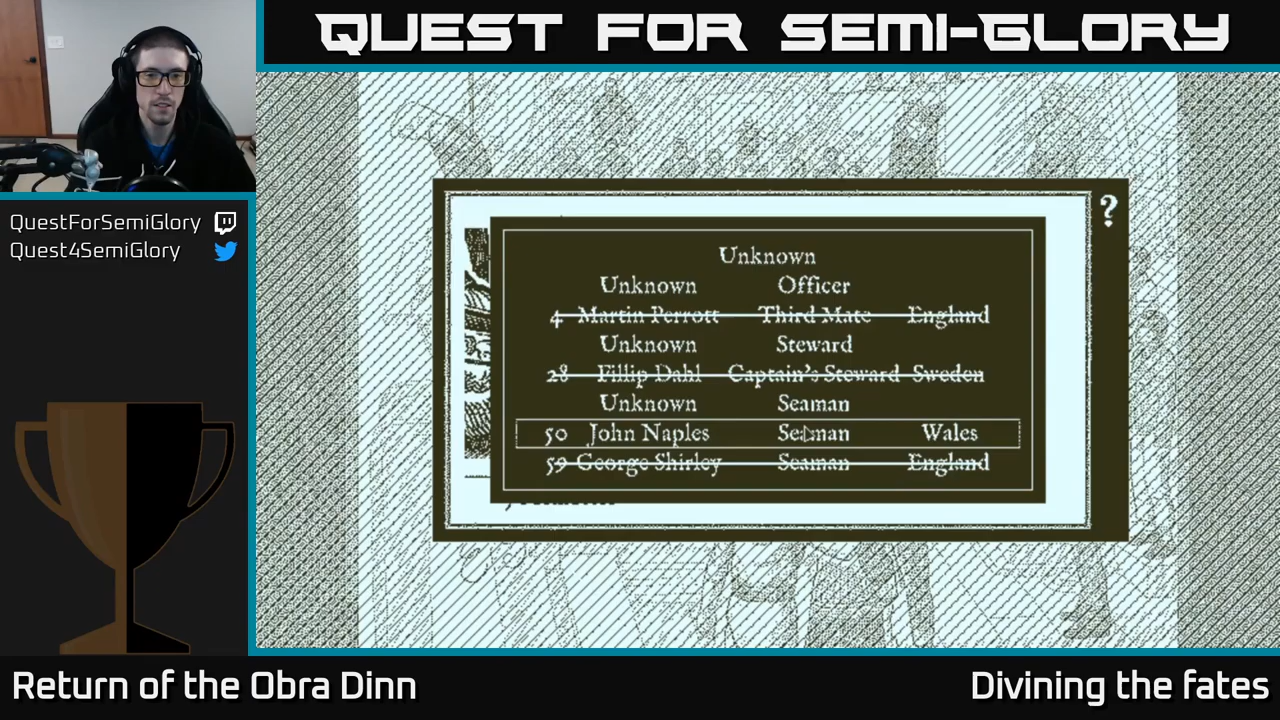 QUEST FOR SEMI-GLORY
QuestForSemiGlory
Quest4SemiGlory
?
Unknown
Unknown Officer
4 Martin Perrott Third Mate England
Unknown Steward
28 Fillip Dahl Captain's Steward Sweden
Unknown Seaman
50 John Naples Seaman Wales
59 George Shirley Seaman England
Return of the Obra Dinn
Divining the fates